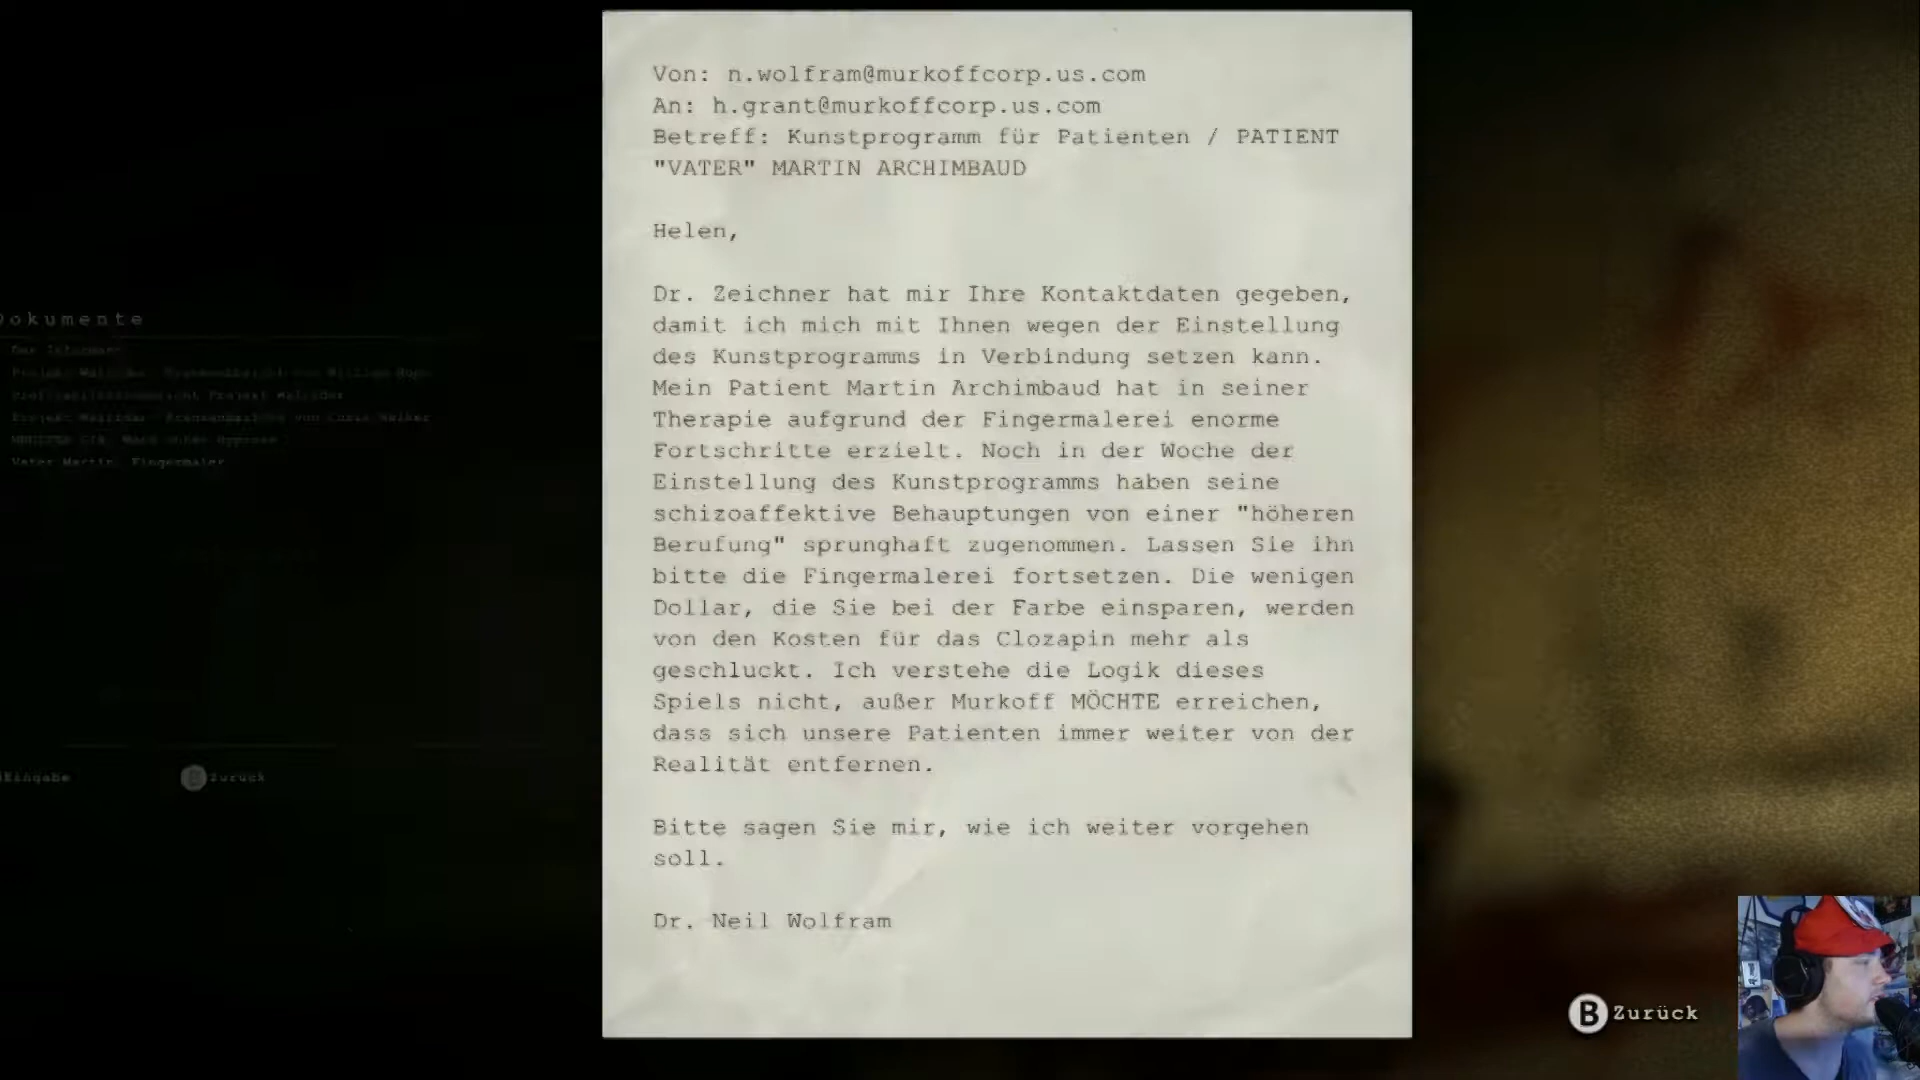 Von: n.wolfram@murkoffcorp.us.com
An: h.grant@murkoffcorp.us.com
Betreff: Kunstprogramm für Patienten / PATIENT
"VATER" MARTIN ARCHIMBAUD
Helen,
Dr. Zeichner hat mir Ihre Kontaktdaten gegeben,
damit ich mich mit Ihnen wegen der Einstellung
des Kunstprogramms in Verbindung setzen kann.
Mein Patient Martin Archimbaud hat in seiner
Therapie aufgrund der Fingermalerei enorme
Fortschritte erzielt. Noch in der Woche der
Einstellung des Kunstprogramms haben seine
schizoaffektive Behauptungen von einer "höheren
Berufung" sprunghaft zugenommen. Lassen Sie ihn
bitte die Fingermalerei fortsetzen. Die wenigen
Dollar, die Sie bei der Farbe einsparen, werden
von den Kosten für das Clozapin mehr als
geschluckt. Ich verstehe die Logik dieses
Spiels nicht, außer Murkoff MÖCHTE erreichen,
dass sich unsere Patienten immer weiter von der
Realität entfernen.
Bitte sagen Sie mir, wie ich weiter vorgehen
soll.
Dr. Neil Wolfram
Dokumente
Vater Martin, Fingermaler
Eingabe
Zurück
B Zurück